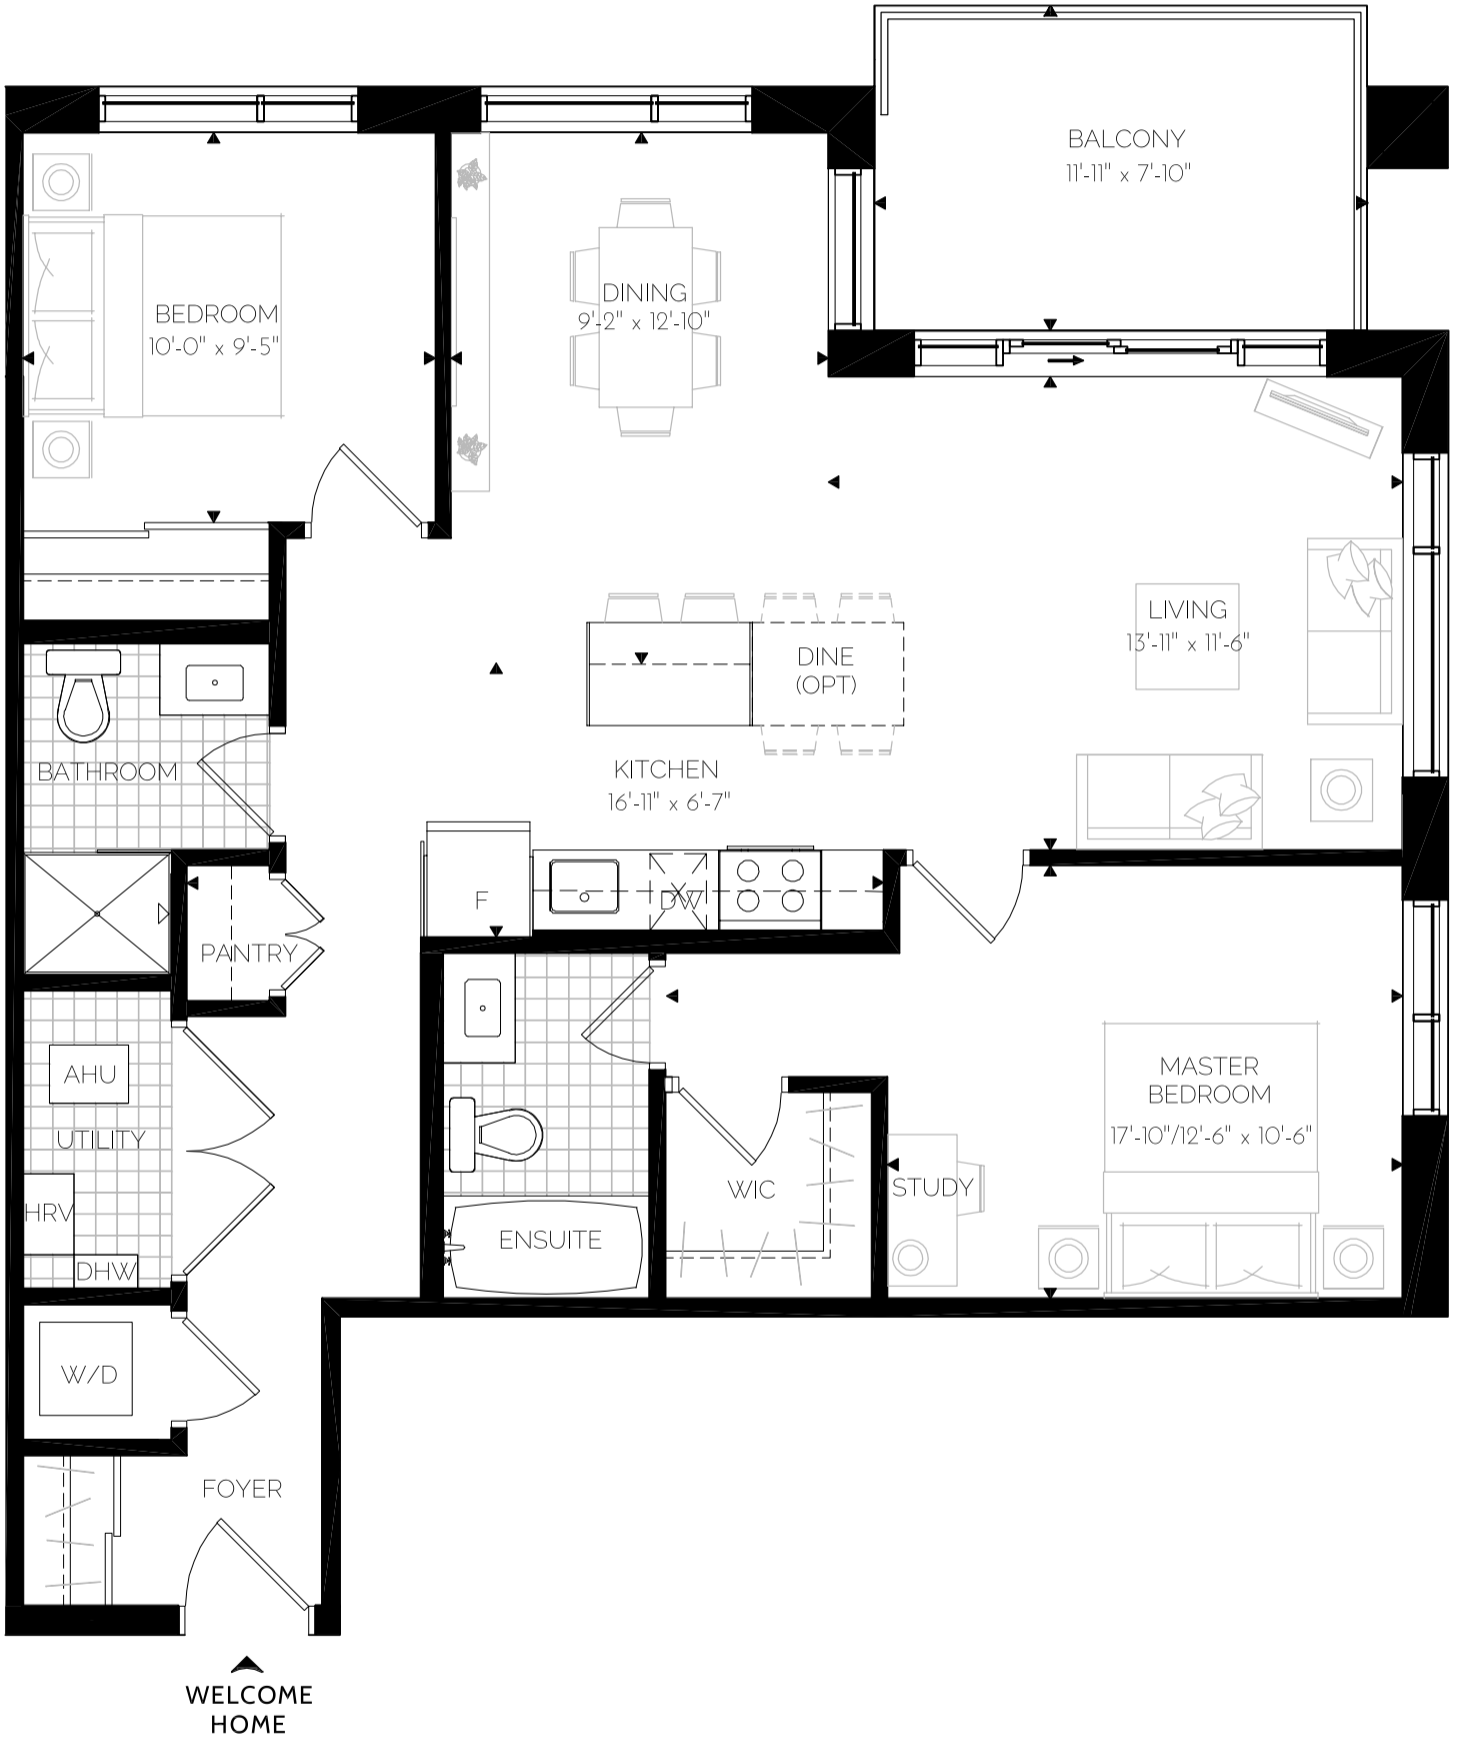 BALCONY
11'-11" x 7'-10"
BEDROOM
10'-0" x 9'-5"
DINING
9'-2" x 12'-10"
LIVING
13'-11" x 11'-6"
DINE
(OPT)
KITCHEN
16'-11" x 6'-7"
BATHROOM
F
DW
PANTRY
AHU
UTILITY
HRV
DHW
MASTER
BEDROOM
17'-10"/12'-6" x 10'-6"
STUDY
WIC
ENSUITE
W/D
FOYER
WELCOME
HOME